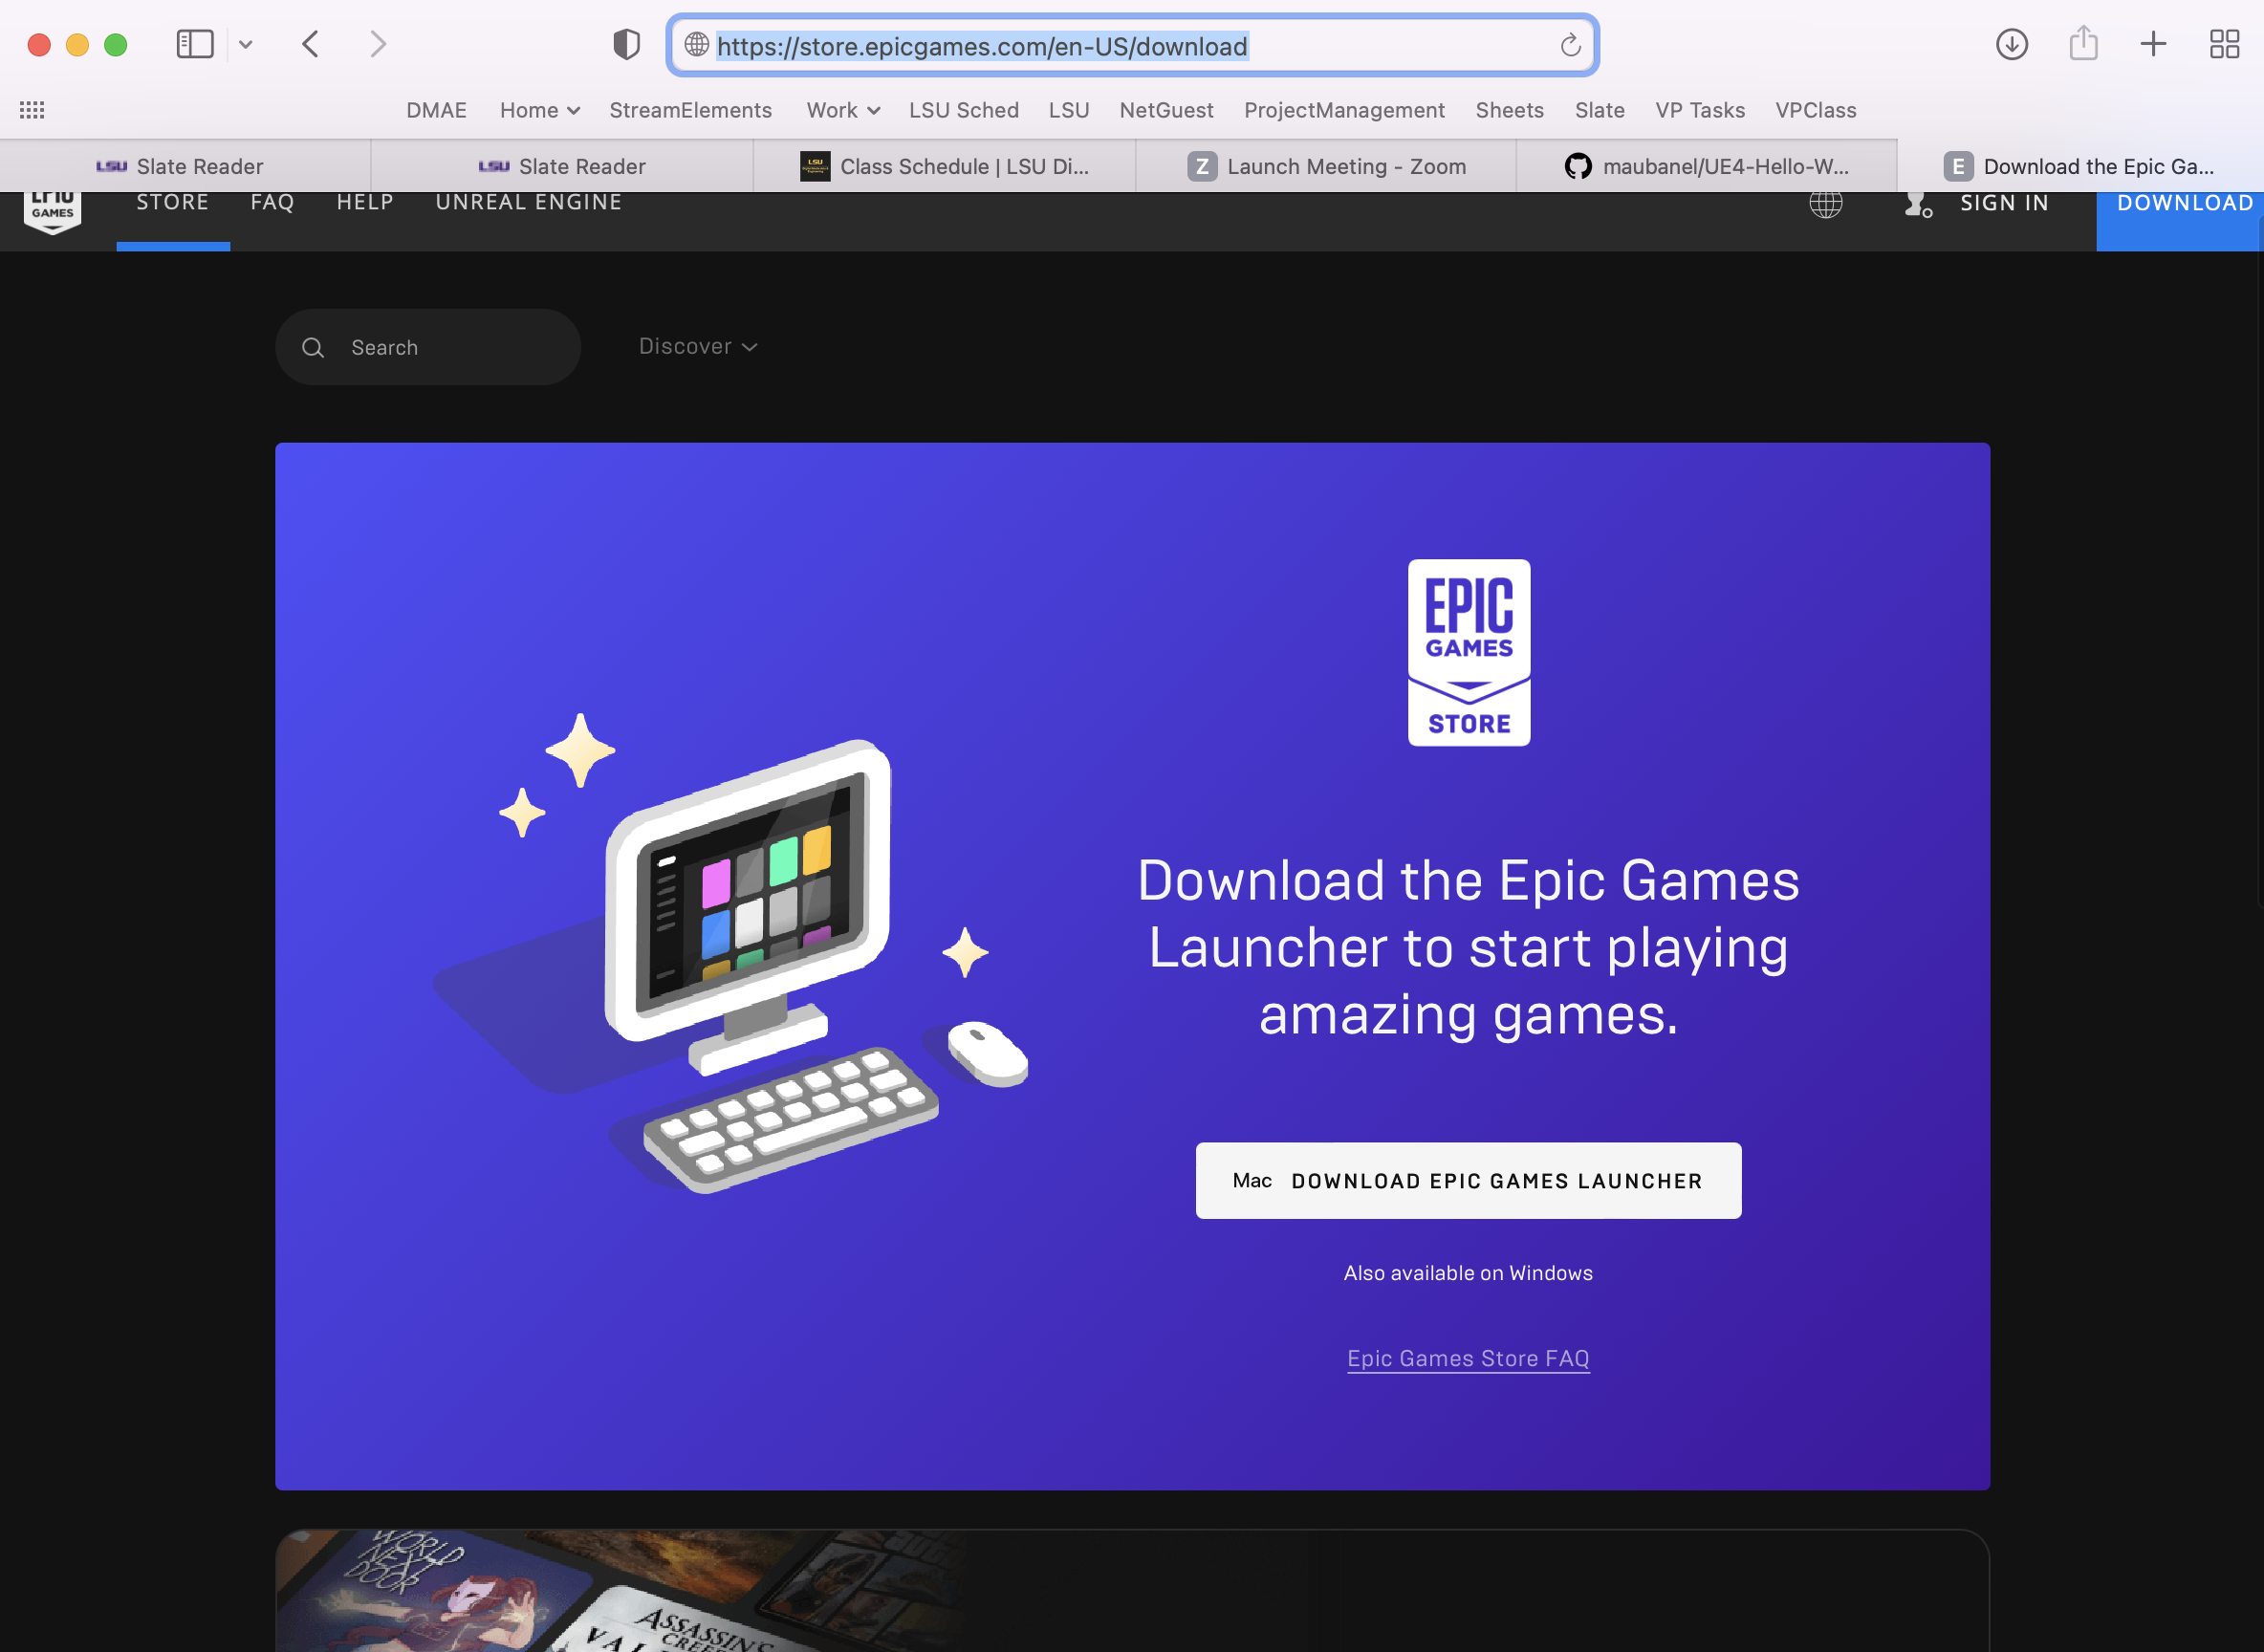 https://store.epicgames.com/en-US/download
DMAE Home StreamElements Work LSU Sched LSU NetGuest ProjectManagement Sheets Slate VP Tasks VPClass
LSU Slate Reader LSU Slate Reader LSU Class Schedule | LSU Di... Z Launch Meeting - Zoom maubanel/UE4-Hello-W... E Download the Epic Ga...
EPIC GAMES STORE FAQ HELP UNREAL ENGINE SIGN IN DOWNLOAD
Search Discover
EPIC
GAMES
STORE
Download the Epic Games
Launcher to start playing
amazing games.
Mac DOWNLOAD EPIC GAMES LAUNCHER
Also available on Windows
Epic Games Store FAQ
WORLD
NEXT
DOOR
ASSASSIN'S
CREED